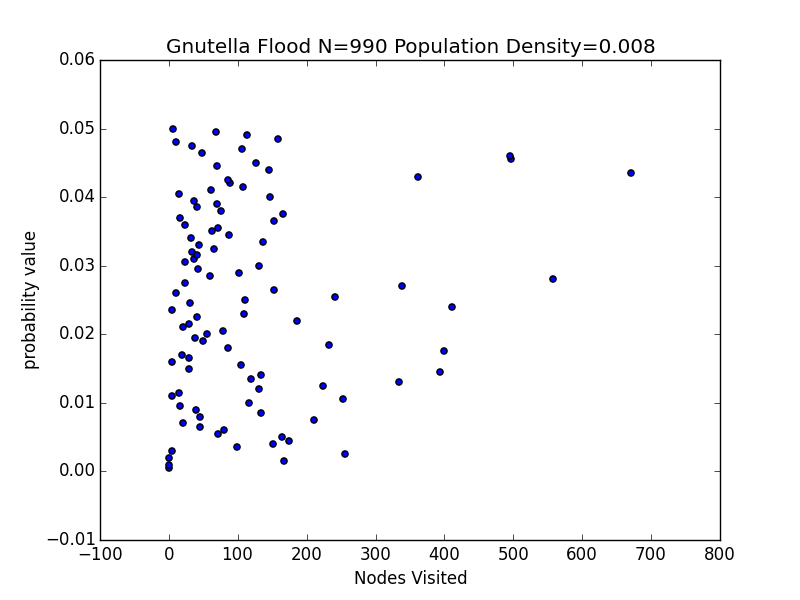 Gnutella Flood N=990 Population Density=0.008
0.06
0.05
0.04
0.03
0.02
0.01
0.00
−0.01
probability value
−100 0 100 200 300 400 500 600 700 800
Nodes Visited